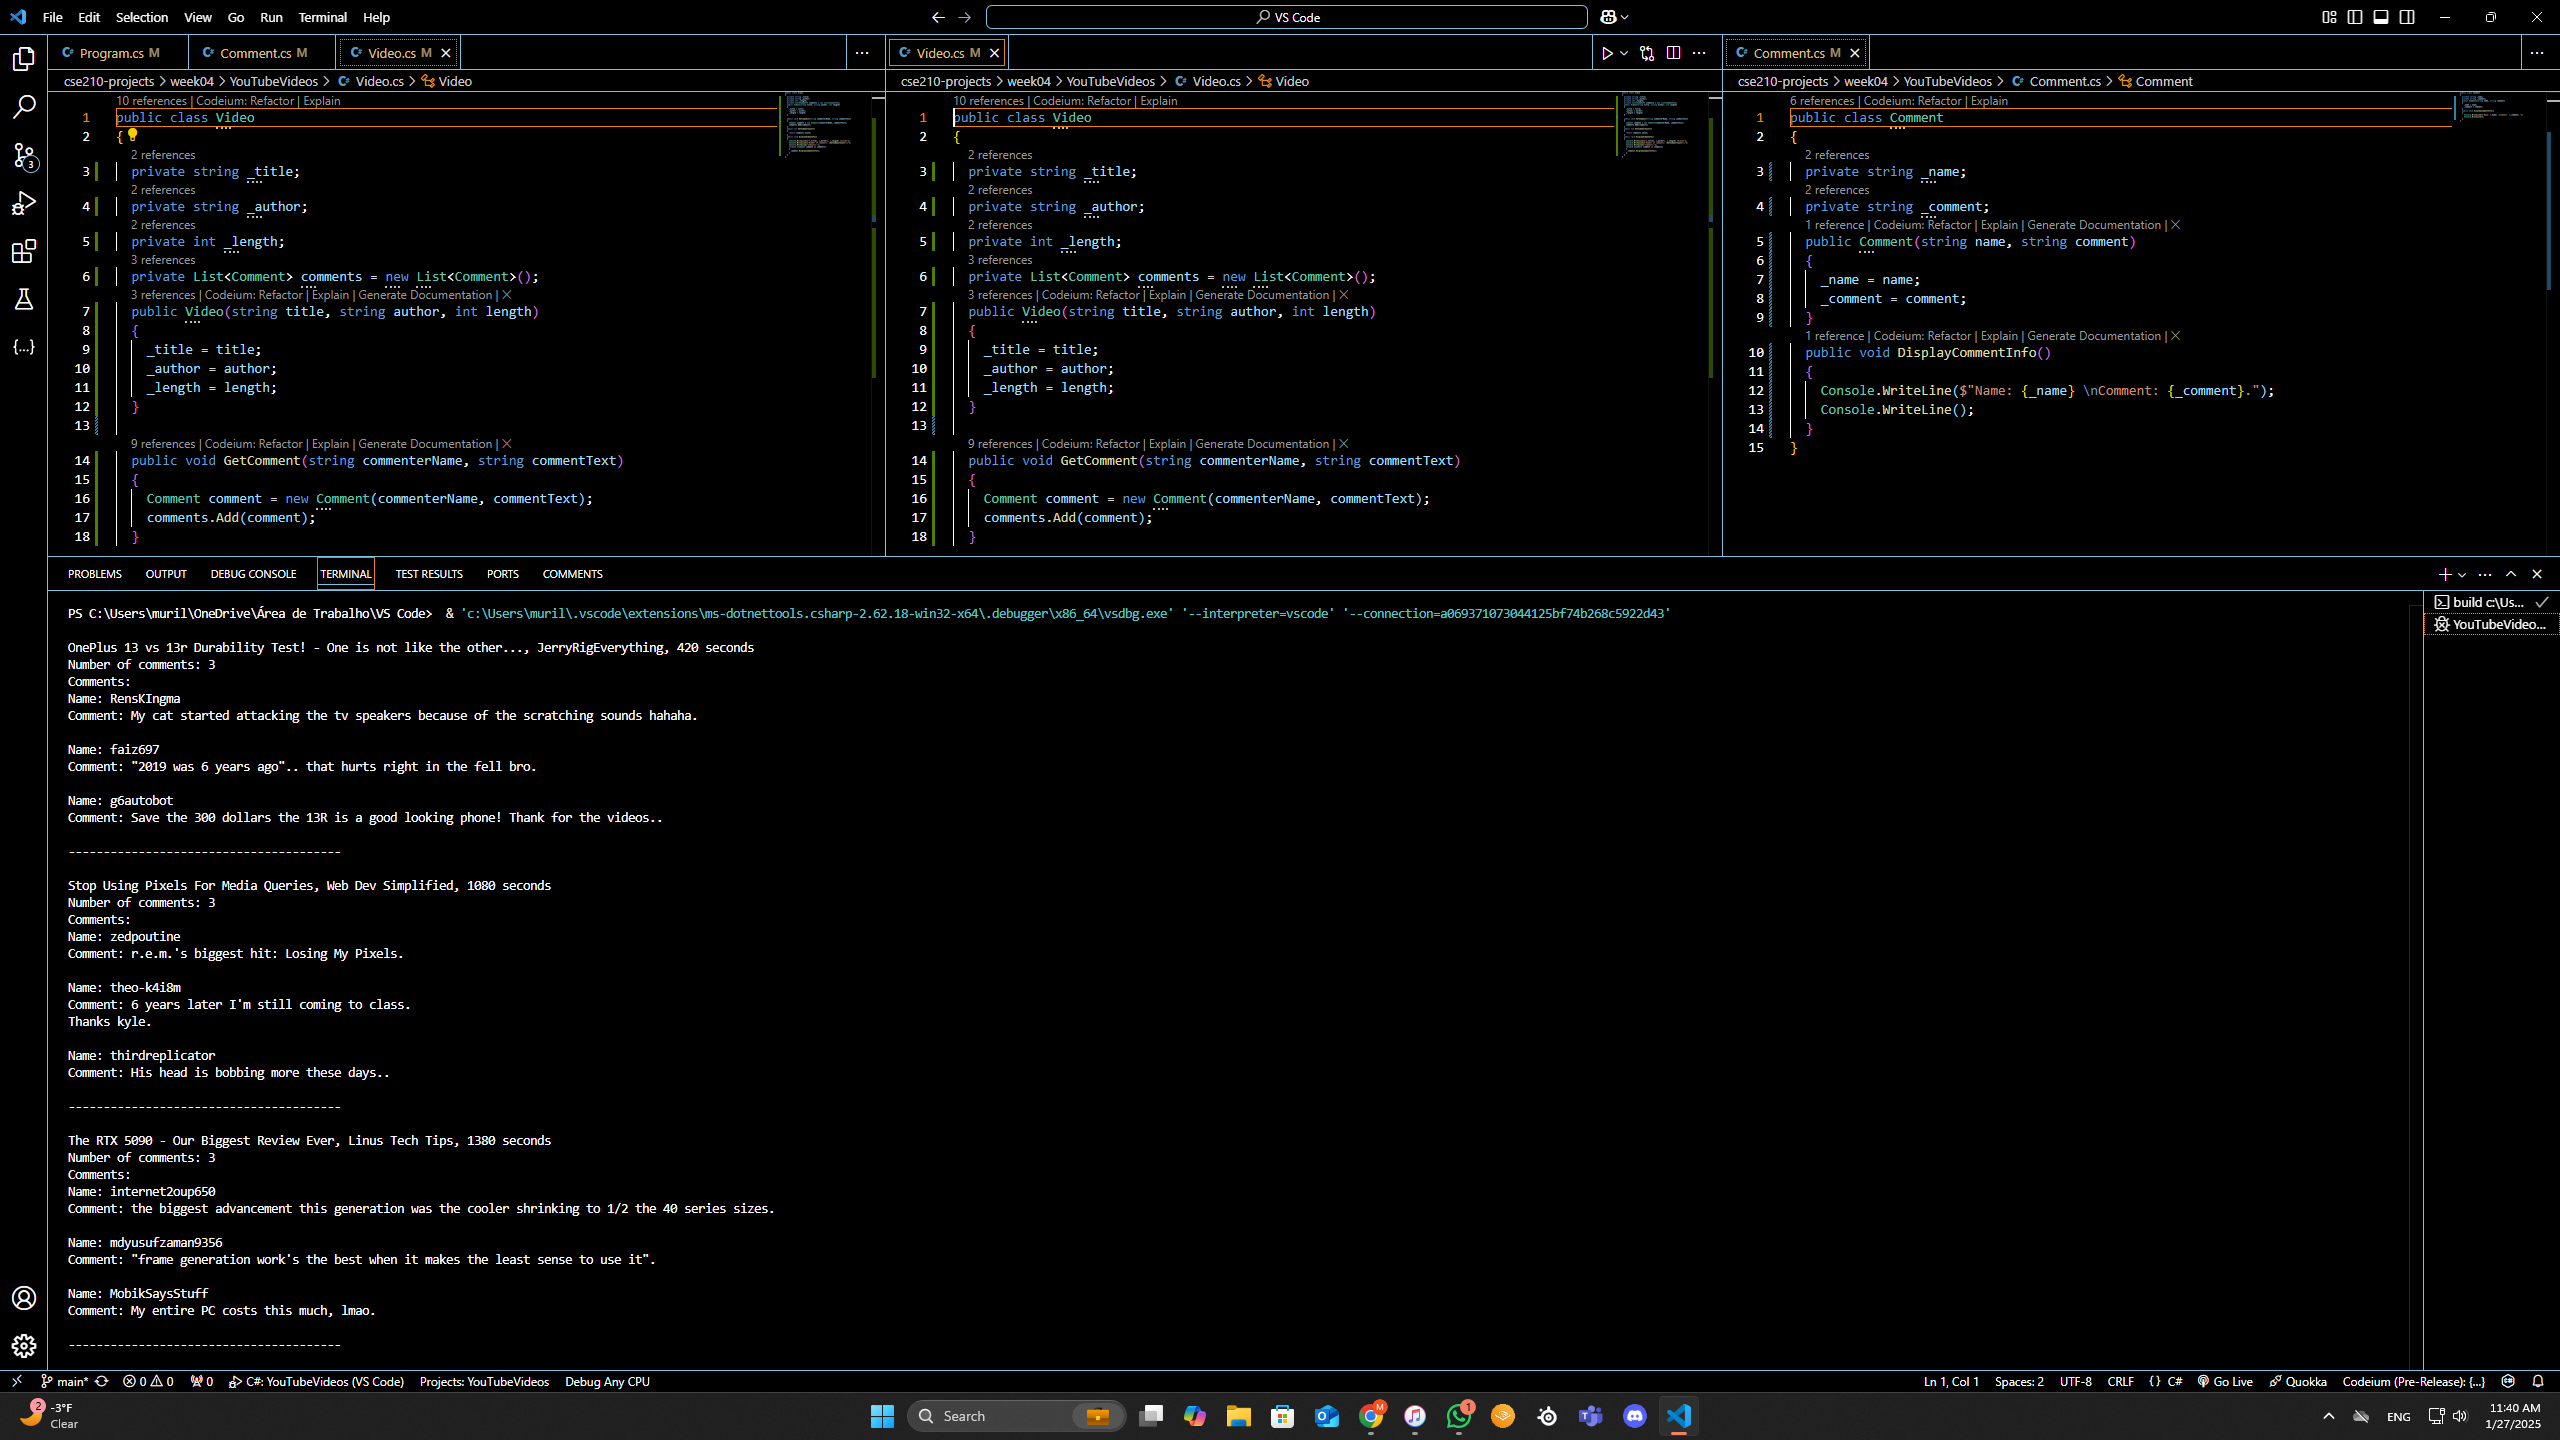 File Edit Selection View Go Run Terminal Help
VS Code
Program.cs M Comment.cs M Video.cs M
cse210-projects > week04 > YouTubeVideos > Video.cs > Video
10 references | Codeium: Refactor | Explain
1 public class Video
2 {
2 references
3 private string _title;
2 references
4 private string _author;
2 references
5 private int _length;
3 references
6 private List<Comment> comments = new List<Comment>();
3 references | Codeium: Refactor | Explain | Generate Documentation | X
7 public Video(string title, string author, int length)
8 {
9 _title = title;
10 _author = author;
11 _length = length;
12 }
13
9 references | Codeium: Refactor | Explain | Generate Documentation | X
14 public void GetComment(string commenterName, string commentText)
15 {
16 Comment comment = new Comment(commenterName, commentText);
17 comments.Add(comment);
18 }
Video.cs M
cse210-projects > week04 > YouTubeVideos > Video.cs > Video
10 references | Codeium: Refactor | Explain
1 public class Video
2 {
2 references
3 private string _title;
2 references
4 private string _author;
2 references
5 private int _length;
3 references
6 private List<Comment> comments = new List<Comment>();
3 references | Codeium: Refactor | Explain | Generate Documentation | X
7 public Video(string title, string author, int length)
8 {
9 _title = title;
10 _author = author;
11 _length = length;
12 }
13
9 references | Codeium: Refactor | Explain | Generate Documentation | X
14 public void GetComment(string commenterName, string commentText)
15 {
16 Comment comment = new Comment(commenterName, commentText);
17 comments.Add(comment);
18 }
Comment.cs M
cse210-projects > week04 > YouTubeVideos > Comment.cs > Comment
6 references | Codeium: Refactor | Explain
1 public class Comment
2 {
2 references
3 private string _name;
2 references
4 private string _comment;
1 reference | Codeium: Refactor | Explain | Generate Documentation | X
5 public Comment(string name, string comment)
6 {
7 _name = name;
8 _comment = comment;
9 }
1 reference | Codeium: Refactor | Explain | Generate Documentation | X
10 public void DisplayCommentInfo()
11 {
12 Console.WriteLine($"Name: {_name} \nComment: {_comment}.");
13 Console.WriteLine();
14 }
15 }
PROBLEMS OUTPUT DEBUG CONSOLE TERMINAL TEST RESULTS PORTS COMMENTS
build c:\Us...
YouTubeVideo...
PS C:\Users\muril\OneDrive\Área de Trabalho\VS Code> & 'c:\Users\muril\.vscode\extensions\ms-dotnettools.csharp-2.62.18-win32-x64\.debugger\x86_64\vsdbg.exe' '--interpreter=vscode' '--connection=a069371073044125bf74b268c5922d43'
OnePlus 13 vs 13r Durability Test! - One is not like the other..., JerryRigEverything, 420 seconds
Number of comments: 3
Comments:
Name: RensKIngma
Comment: My cat started attacking the tv speakers because of the scratching sounds hahaha.
Name: faiz697
Comment: "2019 was 6 years ago".. that hurts right in the fell bro.
Name: g6autobot
Comment: Save the 300 dollars the 13R is a good looking phone! Thank for the videos..
---------------------------------------
Stop Using Pixels For Media Queries, Web Dev Simplified, 1080 seconds
Number of comments: 3
Comments:
Name: zedpoutine
Comment: r.e.m.'s biggest hit: Losing My Pixels.
Name: theo-k4i8m
Comment: 6 years later I'm still coming to class.
Thanks kyle.
Name: thirdreplicator
Comment: His head is bobbing more these days..
---------------------------------------
The RTX 5090 - Our Biggest Review Ever, Linus Tech Tips, 1380 seconds
Number of comments: 3
Comments:
Name: internet2oup650
Comment: the biggest advancement this generation was the cooler shrinking to 1/2 the 40 series sizes.
Name: mdyusufzaman9356
Comment: "frame generation work's the best when it makes the least sense to use it".
Name: MobikSaysStuff
Comment: My entire PC costs this much, lmao.
---------------------------------------
3
main* 0 0 0 C#: YouTubeVideos (VS Code) Projects: YouTubeVideos Debug Any CPU Ln 1, Col 1 Spaces: 2 UTF-8 CRLF {} C# Go Live Quokka Codeium (Pre-Release): {...}
2 -3°F
Clear
Search
M
1
ENG
11:40 AM
1/27/2025